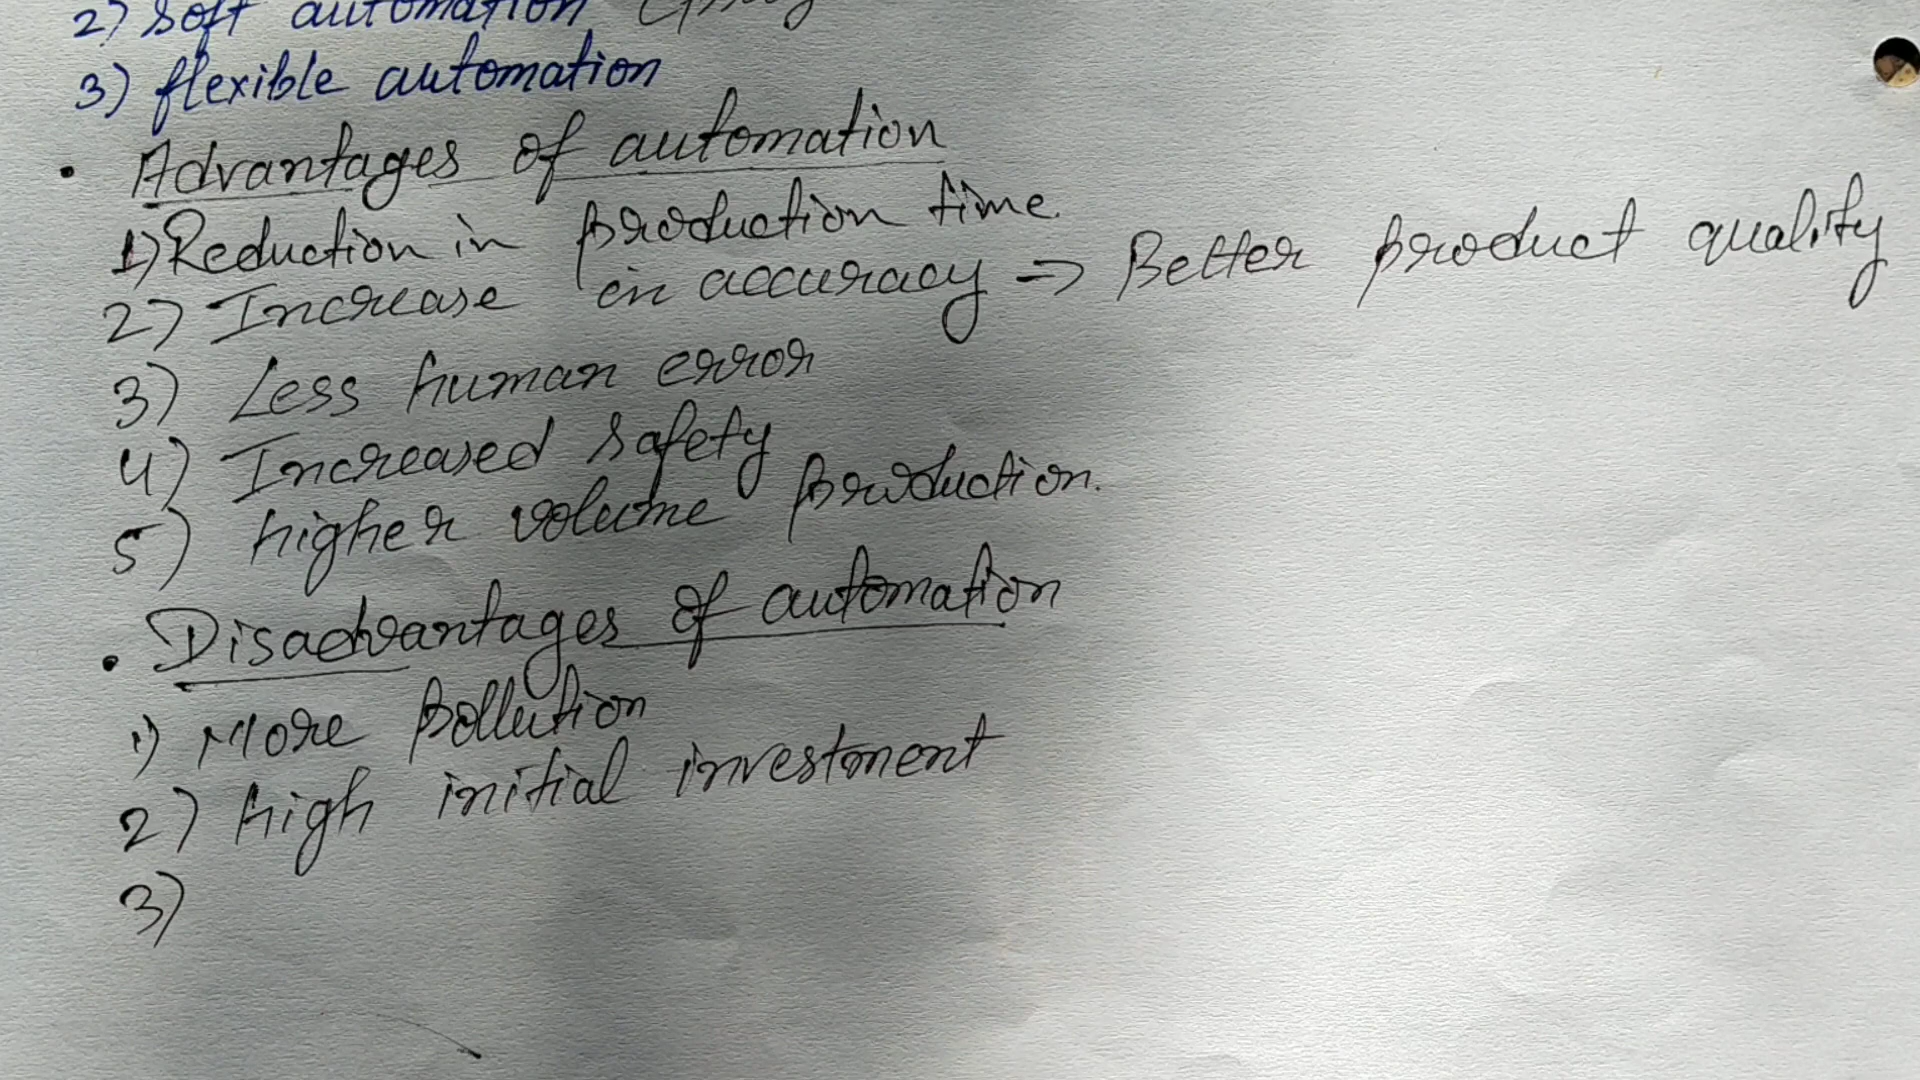 2) Soft automation
3) flexible automation
• Advantages of automation
1) Reduction in production time.
2) Increase in accuracy => Better product quality
3) Less human error
4) Increased safety
5) higher volume production.
• Disadvantages of automation
1) More pollution
2) high initial investment
3)